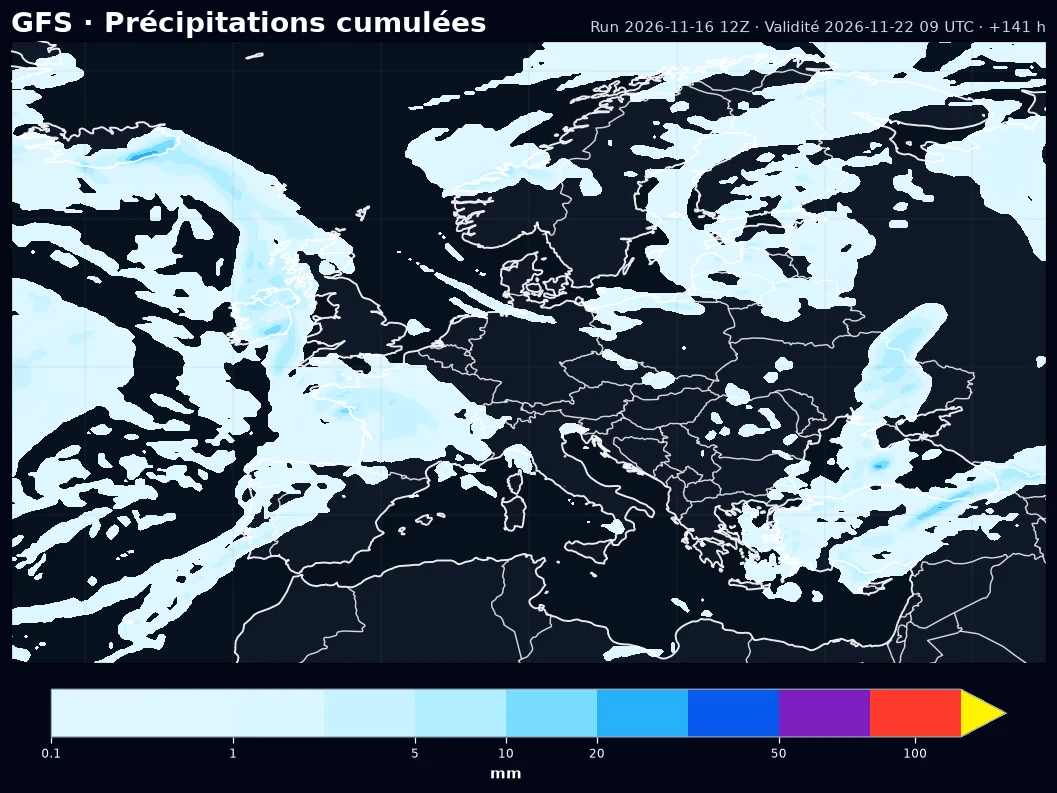 GFS · Précipitations cumulées
Run 2026-11-16 12Z · Validité 2026-11-22 09 UTC · +141 h
0.1 1 5 10 20 50 100
mm